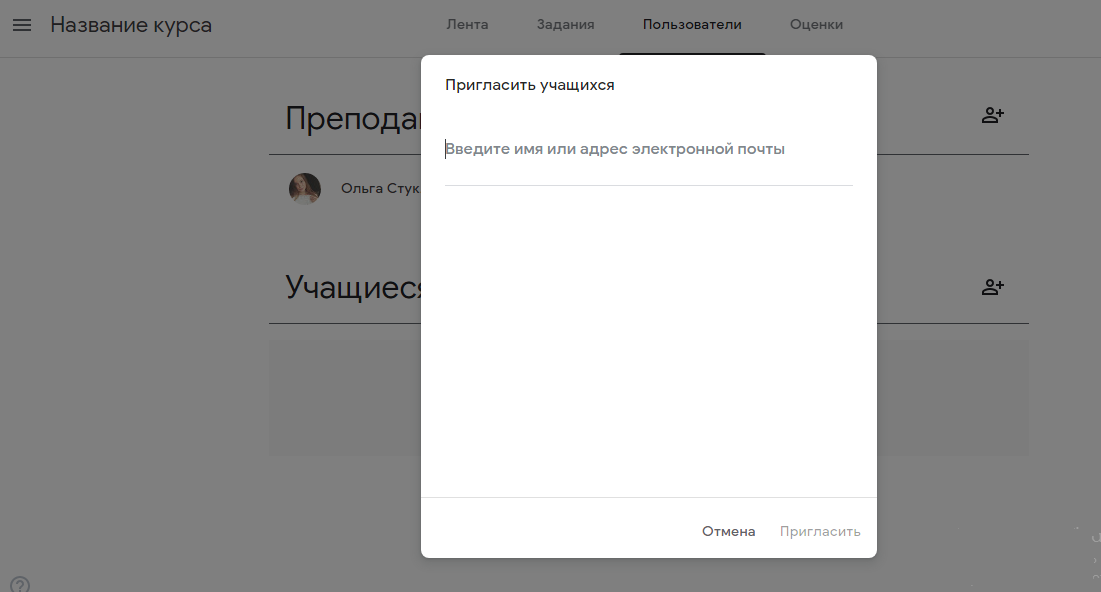 Название курса
Лента
Задания
Пользователи
Оценки
Пригласить учащихся
Введите имя или адрес электронной почты
Ольга Стук
Учащиеся
Отмена
Пригласить